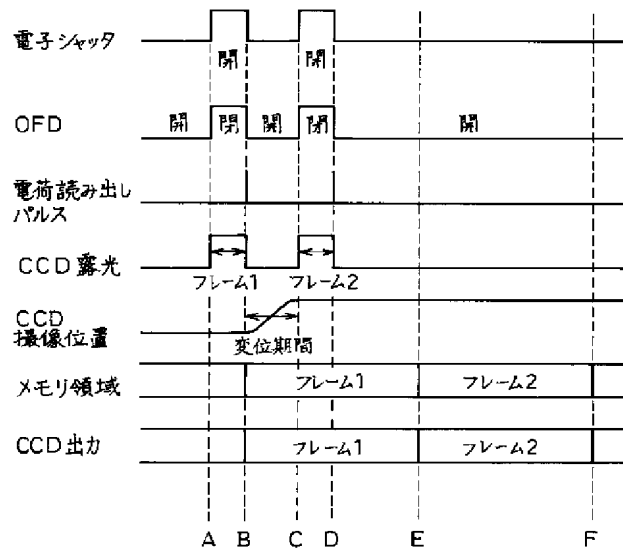 電子シャッタ
開 開
OFD
開 閉 開 閉 開
電荷読み出し
パルス
CCD露光
フレーム1 フレーム2
CCD
撮像位置
変位期間
メモリ領域
フレーム1 フレーム2
CCD出力
フレーム1 フレーム2
A B C D E F